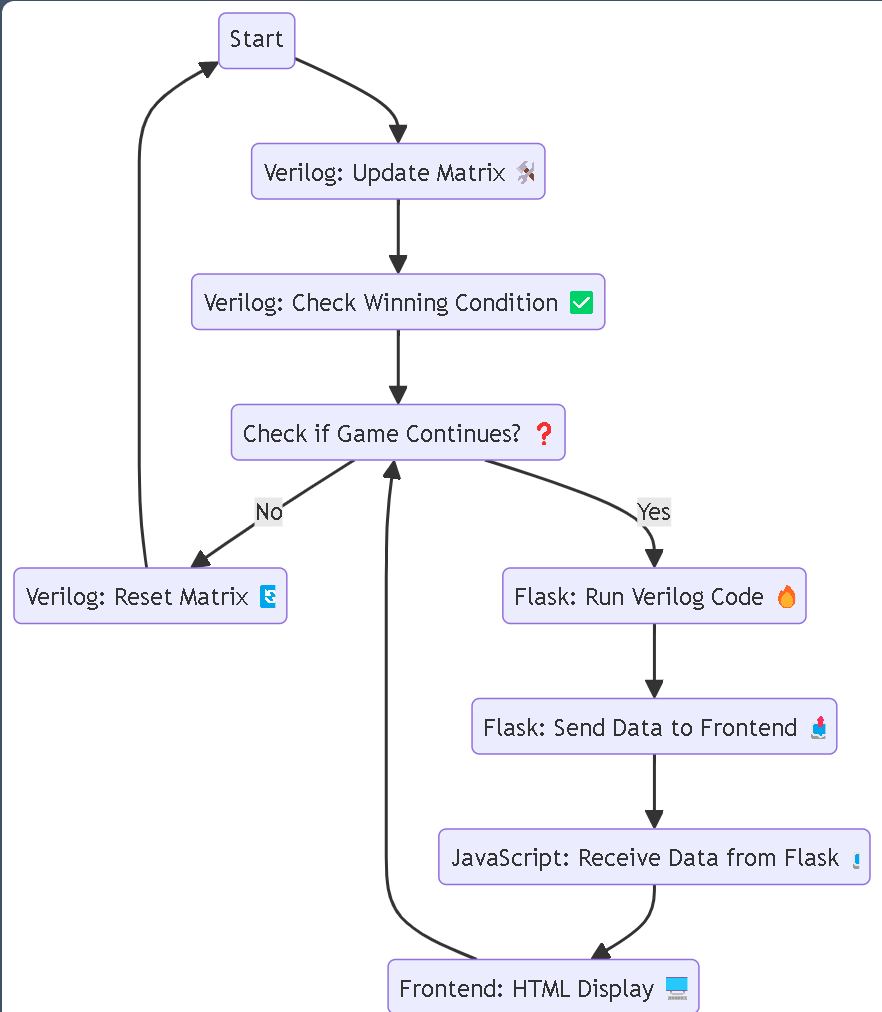 Start
Verilog: Update Matrix
Verilog: Check Winning Condition
Check if Game Continues? ❓
No
Yes
Verilog: Reset Matrix
Flask: Run Verilog Code
Flask: Send Data to Frontend
JavaScript: Receive Data from Flask
Frontend: HTML Display